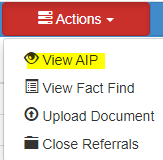 Actions
View AIP
View Fact Find
Upload Document
Close Referrals